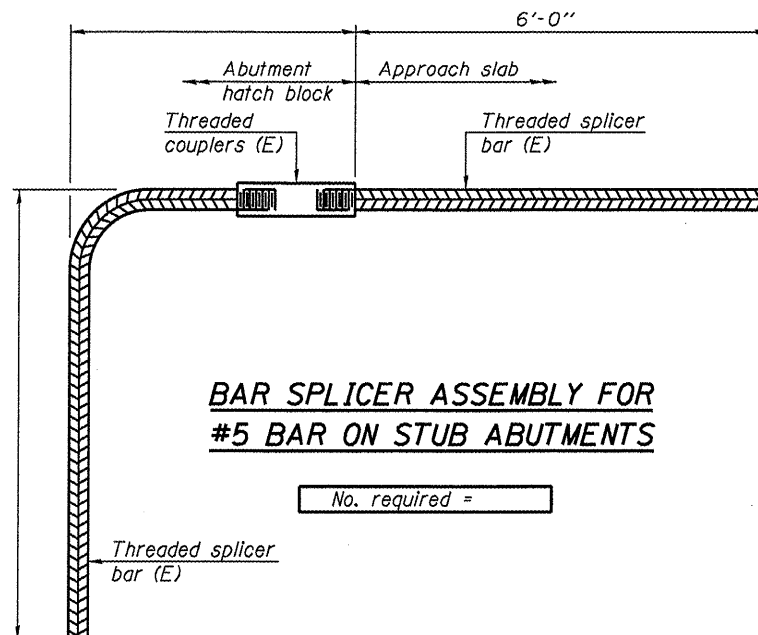 6'-0"
Abutment
hatch block
Approach slab
Threaded
couplers (E)
Threaded splicer
bar (E)
BAR SPLICER ASSEMBLY FOR
#5 BAR ON STUB ABUTMENTS
No. required =
Threaded splicer
bar (E)